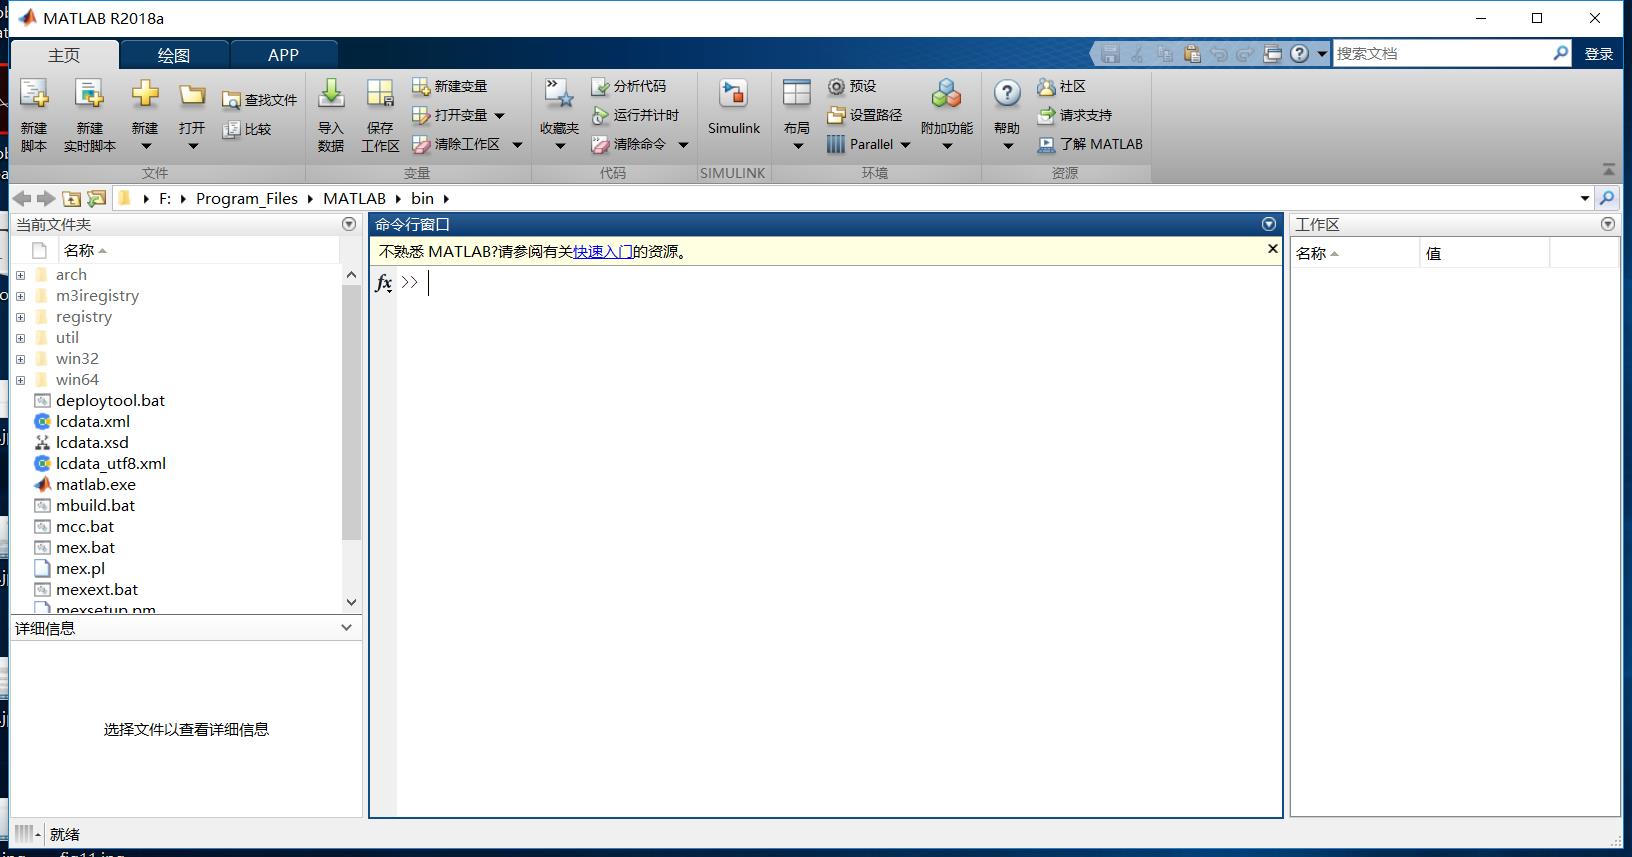 MATLAB R2018a
主页
绘图
APP
搜索文档
登录
新建
脚本
新建
实时脚本
新建
打开
查找文件
比较
文件
导入
数据
保存
工作区
新建变量
打开变量
清除工作区
变量
收藏夹
分析代码
运行并计时
清除命令
代码
Simulink
SIMULINK
布局
预设
设置路径
Parallel
附加功能
环境
帮助
社区
请求支持
了解 MATLAB
资源
F: Program_Files MATLAB bin
当前文件夹
名称
arch
m3iregistry
registry
util
win32
win64
deploytool.bat
lcdata.xml
lcdata.xsd
lcdata_utf8.xml
matlab.exe
mbuild.bat
mcc.bat
mex.bat
mex.pl
mexext.bat
mexsetup.pm
详细信息
选择文件以查看详细信息
命令行窗口
不熟悉 MATLAB?请参阅有关快速入门的资源。
fx >>
工作区
名称 值
就绪